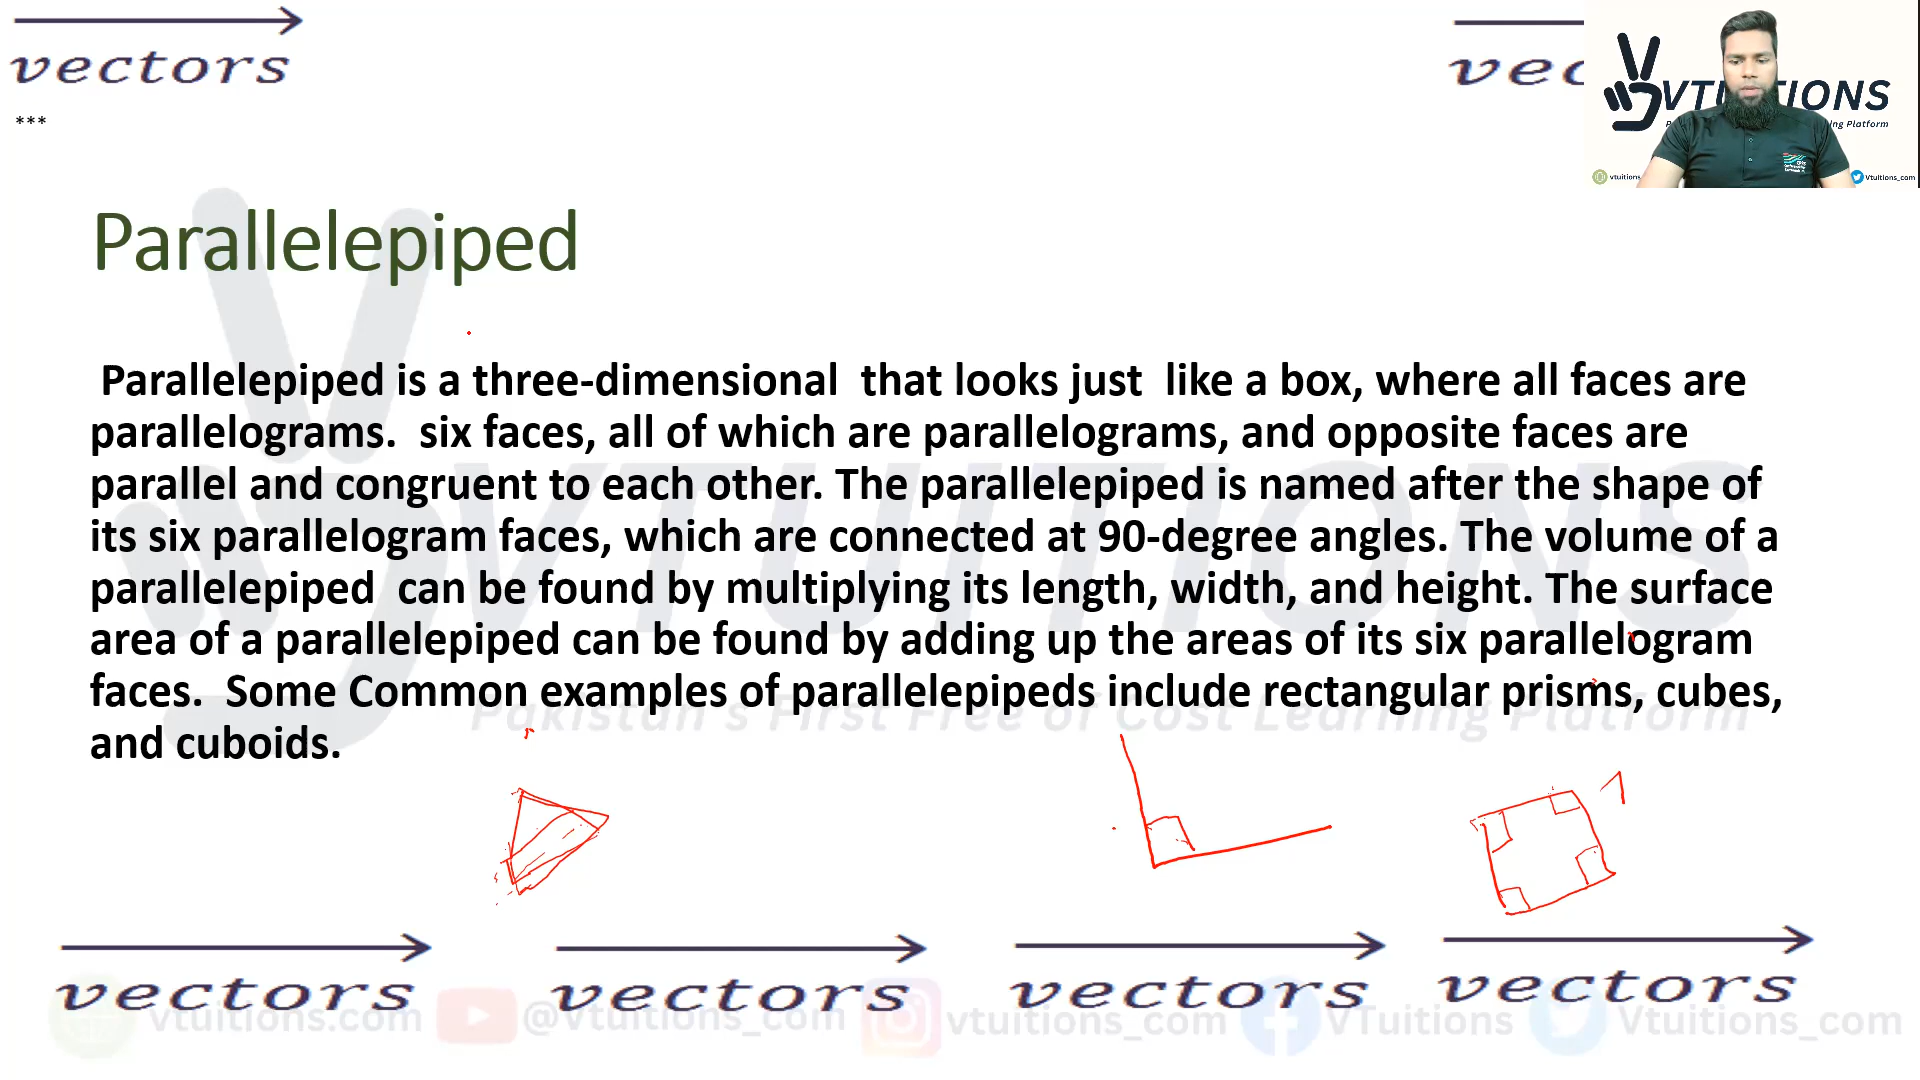 vectors
vec
***
VTUITIONS
ing Platform
vtuitions
Vtuitions_com
Parallelepiped
Parallelepiped is a three-dimensional  that looks just  like a box, where all faces are
parallelograms.  six faces, all of which are parallelograms, and opposite faces are
parallel and congruent to each other. The parallelepiped is named after the shape of
its six parallelogram faces, which are connected at 90-degree angles. The volume of a
parallelepiped  can be found by multiplying its length, width, and height. The surface
area of a parallelepiped can be found by adding up the areas of its six parallelogram
faces.  Some Common examples of parallelepipeds include rectangular prisms, cubes,
and cuboids.
VTUITIONS
Pakistan's First Free of Cost Learning Platform
vectors vectors vectors vectors
vtuitions.com @Vtuitions_com vtuitions_com VTuitions Vtuitions_com